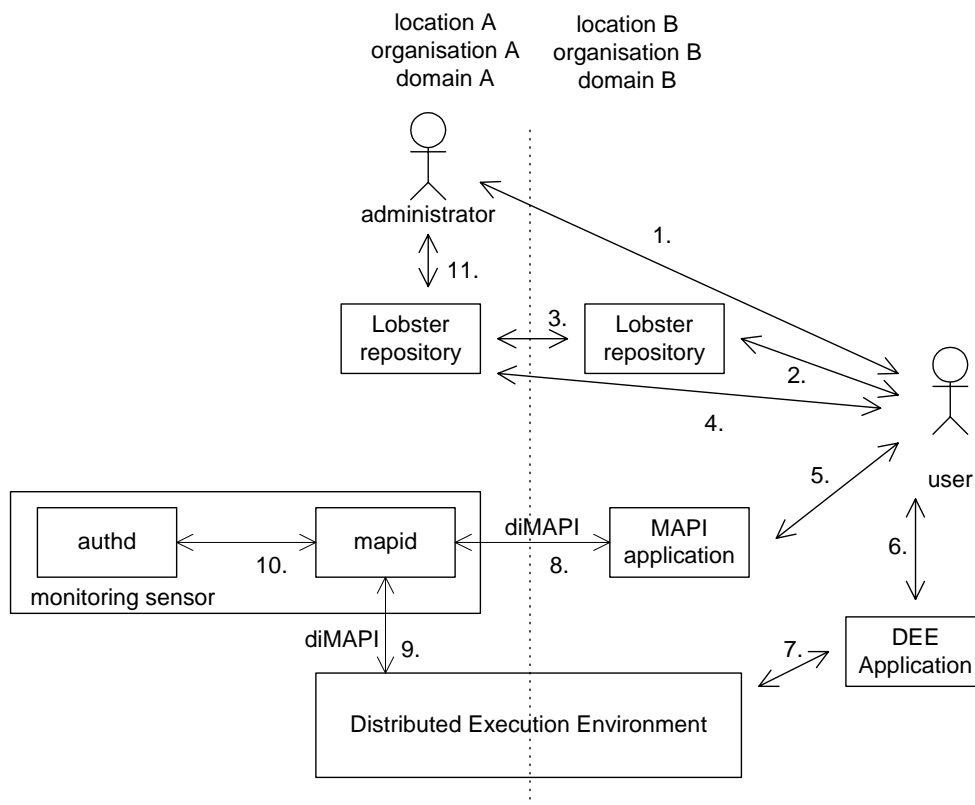 location A
organisation A
domain A
location B
organisation B
domain B
administrator
1.
11.
Lobster
repository
3.
Lobster
repository
2.
4.
user
5.
authd
10.
mapid
monitoring sensor
diMAPI
8.
MAPI
application
6.
diMAPI
9.
7.
DEE
Application
Distributed Execution Environment